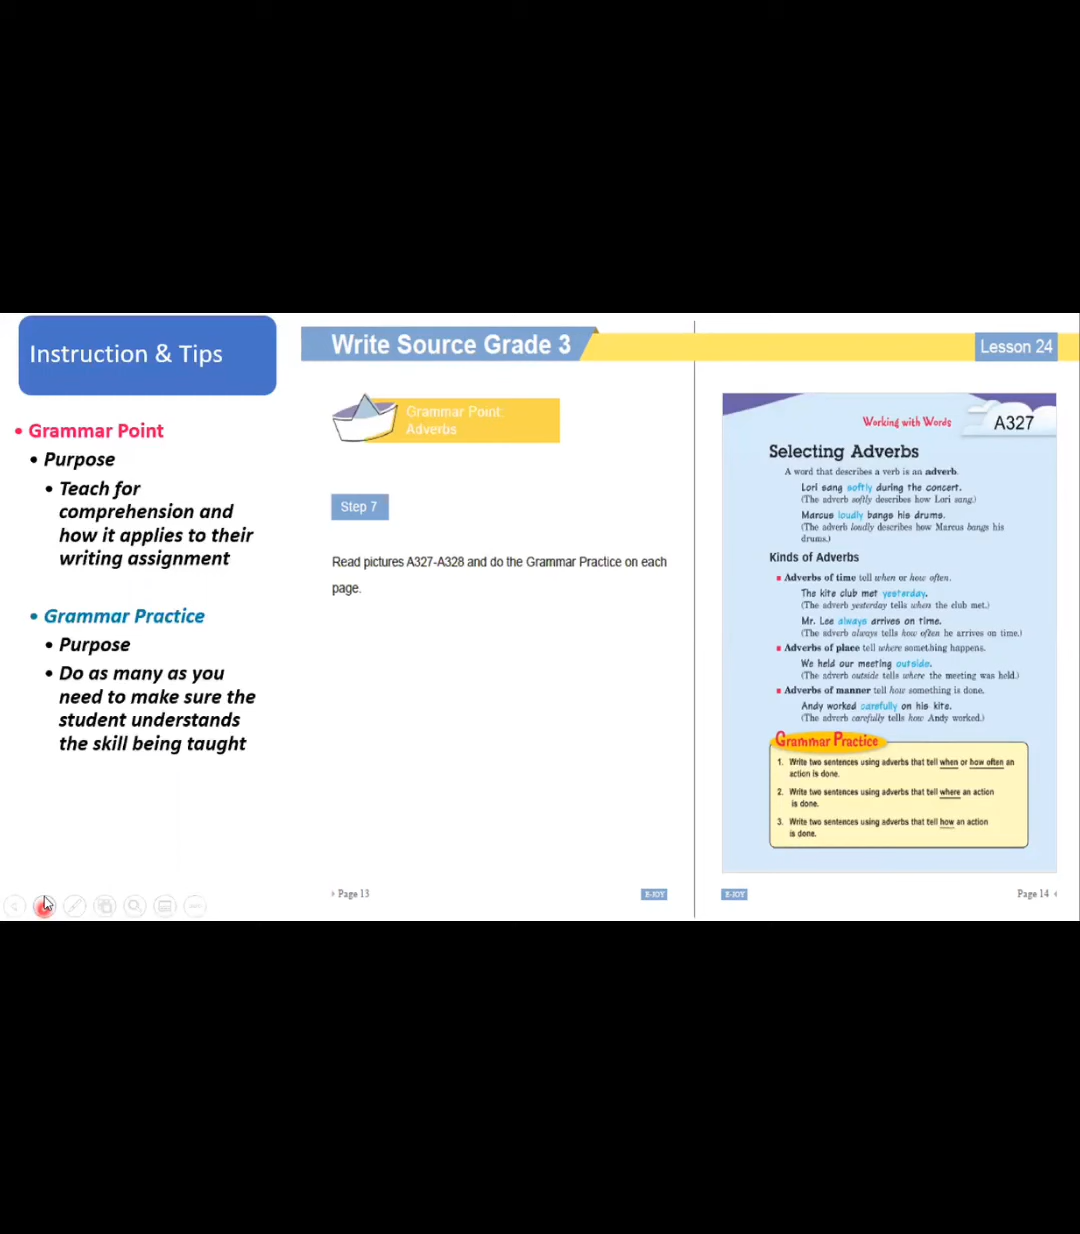 Instruction & Tips
• Grammar Point
• Purpose
• Teach for
comprehension and
how it applies to their
writing assignment
• Grammar Practice
• Purpose
• Do as many as you
need to make sure the
student understands
the skill being taught
Write Source Grade 3
Grammar Point:
Adverbs
Step 7
Read pictures A327-A328 and do the Grammar Practice on each
page.
Page 13
E-JOY
Lesson 24
Working with Words
A327
Selecting Adverbs
A word that describes a verb is an adverb.
Lori sang softly during the concert.
(The adverb softly describes how Lori sang.)
Marcus loudly bangs his drums.
(The adverb loudly describes how Marcus bangs his
drums.)
Kinds of Adverbs
■ Adverbs of time tell when or how often.
The kite club met yesterday.
(The adverb yesterday tells when the club met.)
Mr. Lee always arrives on time.
(The adverb always tells how often he arrives on time.)
■ Adverbs of place tell where something happens.
We held our meeting outside.
(The adverb outside tells where the meeting was held.)
■ Adverbs of manner tell how something is done.
Andy worked carefully on his kite.
(The adverb carefully tells how Andy worked.)
Grammar Practice
1. Write two sentences using adverbs that tell when or how often an
action is done.
2. Write two sentences using adverbs that tell where an action
is done.
3. Write two sentences using adverbs that tell how an action
is done.
E-JOY
Page 14